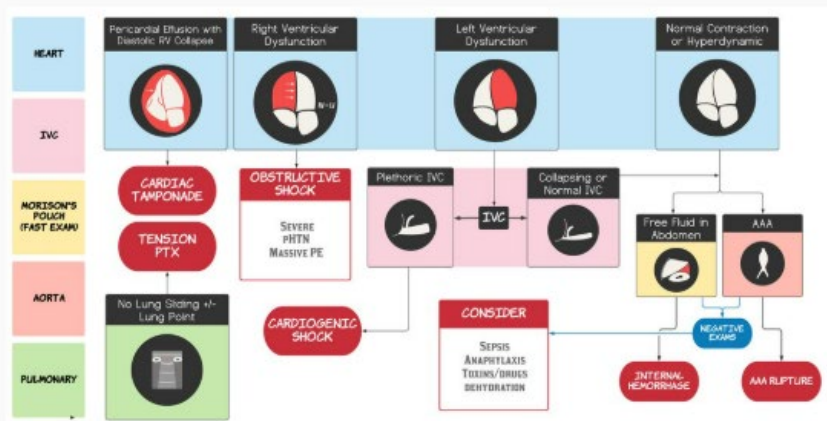 HEART
IVC
MORISON'S
POUCH
(FAST EXAM)
AORTA
PULMONARY
Pericardial Effusion with
Diastolic RV Collapse
Right Ventricular
Dysfunction
Left Ventricular
Dysfunction
Normal Contraction
or Hyperdynamic
CARDIAC
TAMPONADE
TENSION
PTX
No Lung Sliding +/-
Lung Point
OBSTRUCTIVE
SHOCK
SEVERE
pHTN
MASSIVE PE
Plethoric IVC
IVC
Collapsing or
Normal IVC
CARDIOGENIC
SHOCK
CONSIDER
SEPSIS
ANAPHYLAXIS
TOXINS/DRUGS
DEHYDRATION
Free Fluid in
Abdomen
AAA
NEGATIVE
EXAMS
INTERNAL
HEMORRHAGE
AAA RUPTURE